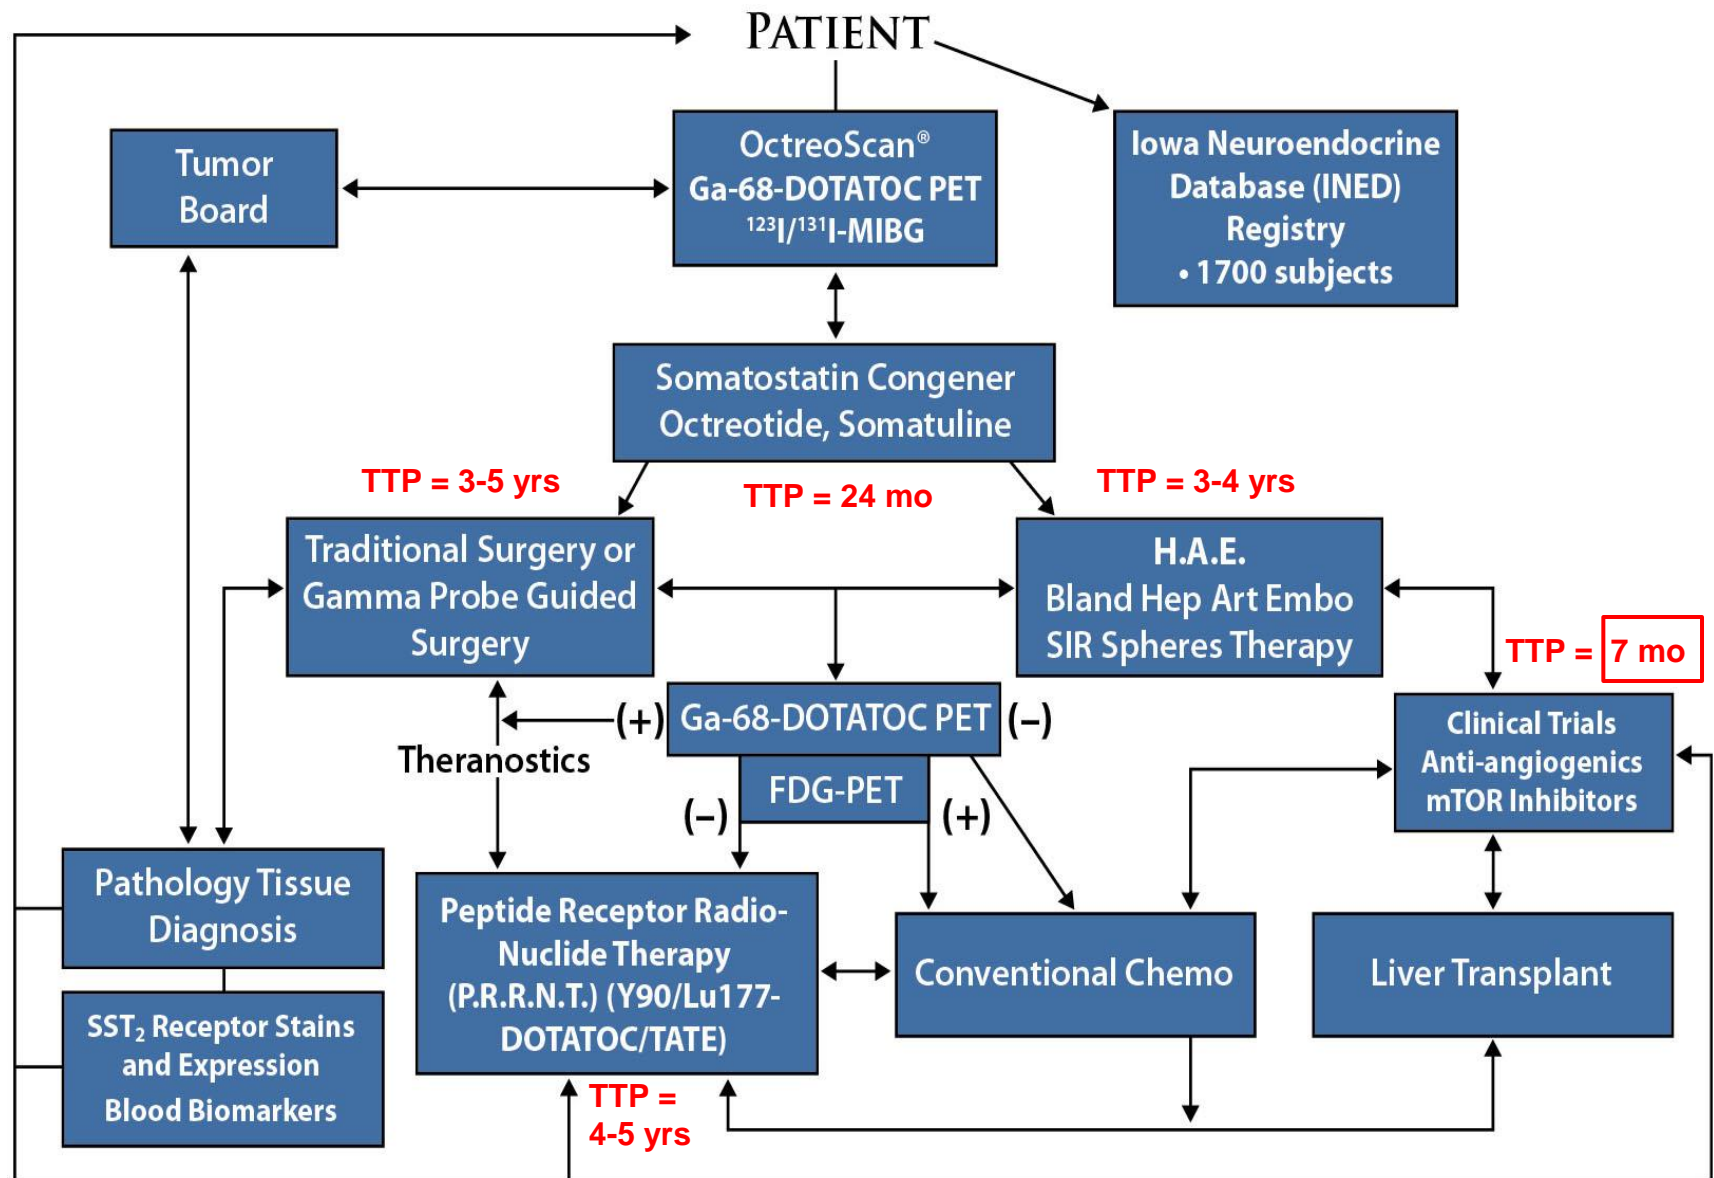 PATIENT
OctreoScan®
Ga-68-DOTATOC PET
¹²³I/¹³¹I-MIBG
Iowa Neuroendocrine
Database (INED)
Registry
• 1700 subjects
Tumor
Board
Somatostatin Congener
Octreotide, Somatuline
TTP = 3-5 yrs
TTP = 24 mo
TTP = 3-4 yrs
Traditional Surgery or
Gamma Probe Guided
Surgery
H.A.E.
Bland Hep Art Embo
SIR Spheres Therapy
TTP = 7 mo
(+)
Ga-68-DOTATOC PET
(–)
Theranostics
FDG-PET
(–)
(+)
Clinical Trials
Anti-angiogenics
mTOR Inhibitors
Pathology Tissue
Diagnosis
Peptide Receptor Radio-
Nuclide Therapy
(P.R.R.N.T.) (Y90/Lu177-
DOTATOC/TATE)
Conventional Chemo
Liver Transplant
SST₂ Receptor Stains
and Expression
Blood Biomarkers
TTP =
4-5 yrs